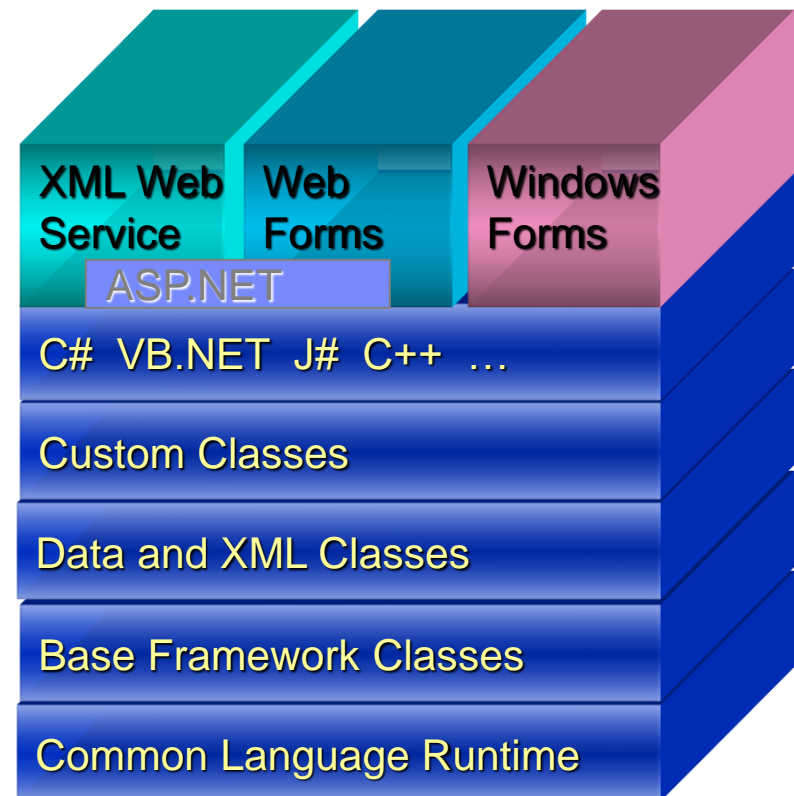 XML Web
Service
Web
Forms
Windows
Forms
ASP.NET
C# VB.NET J# C++ …
Custom Classes
Data and XML Classes
Base Framework Classes
Common Language Runtime